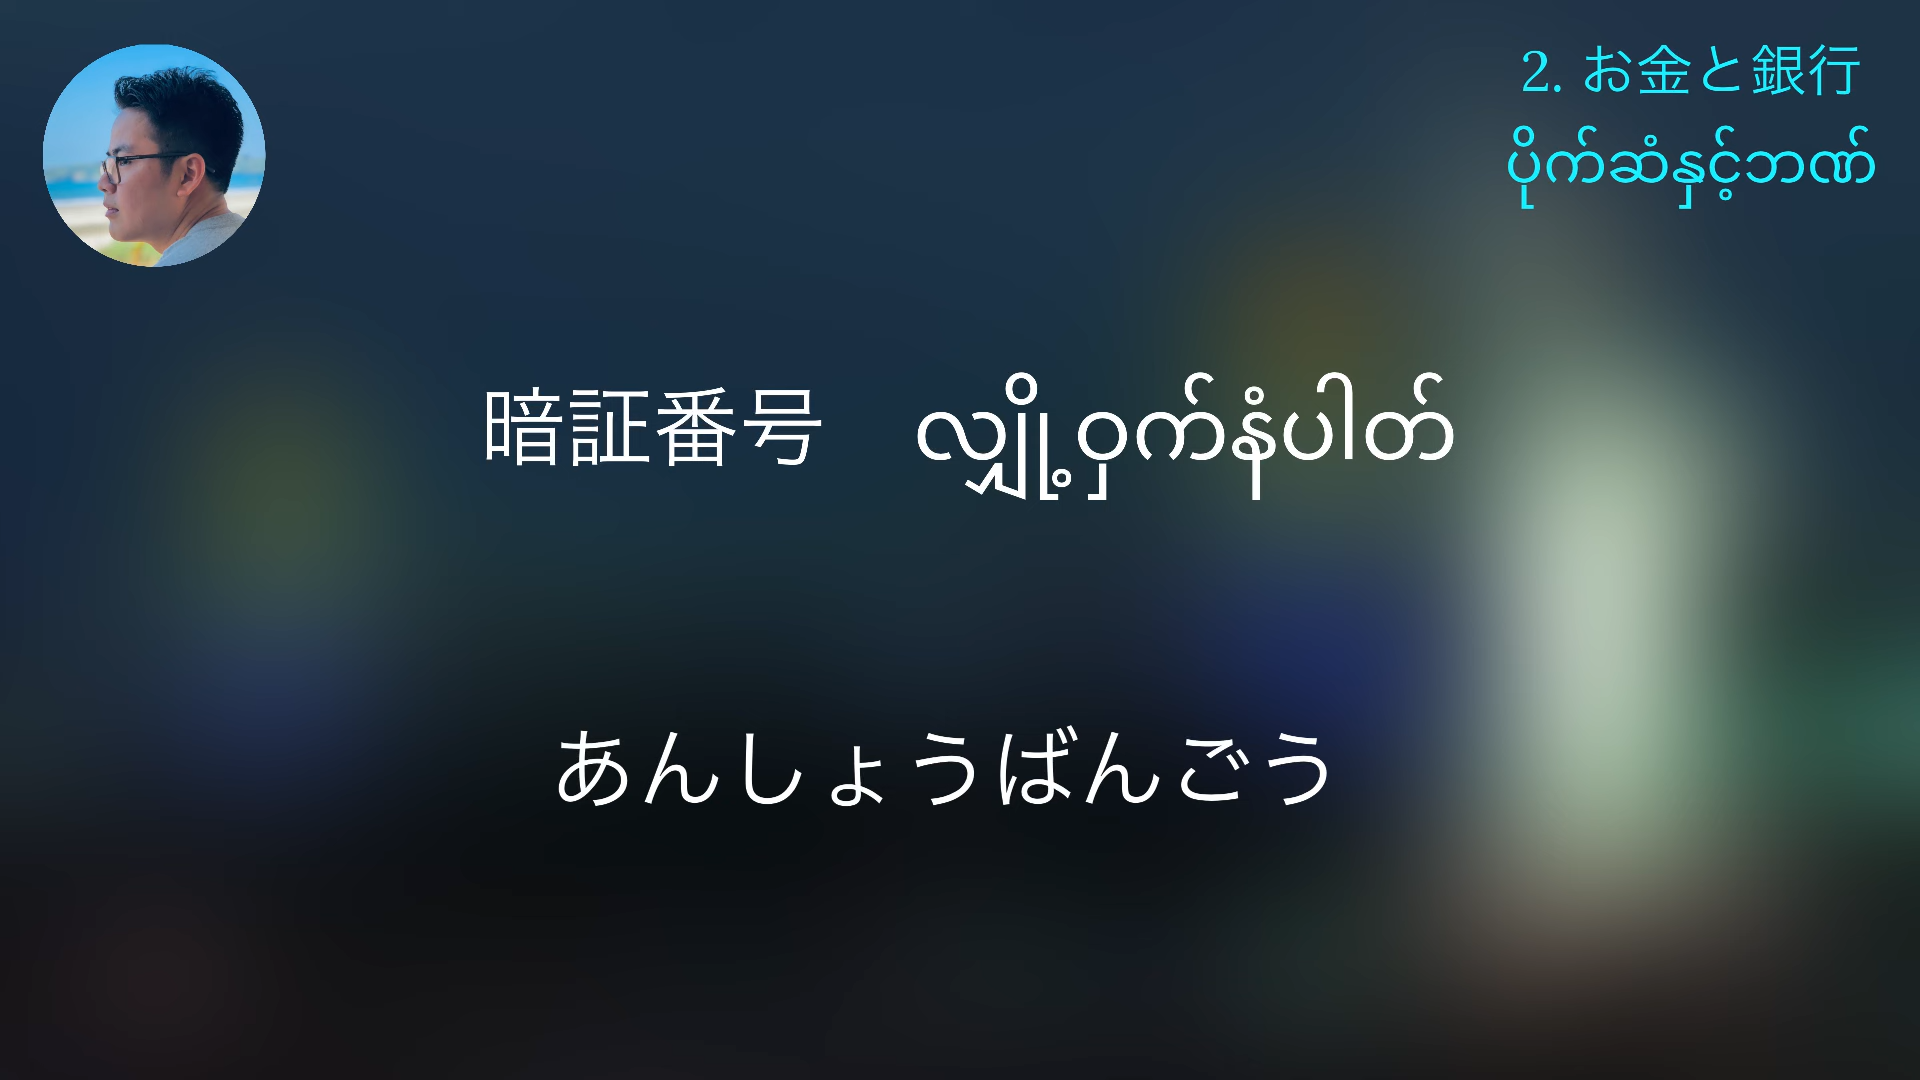 2. お金と銀行
ပိုက်ဆံနှင့်ဘဏ်
暗証番号　လျှို့ဝှက်နံပါတ်
あんしょうばんごう